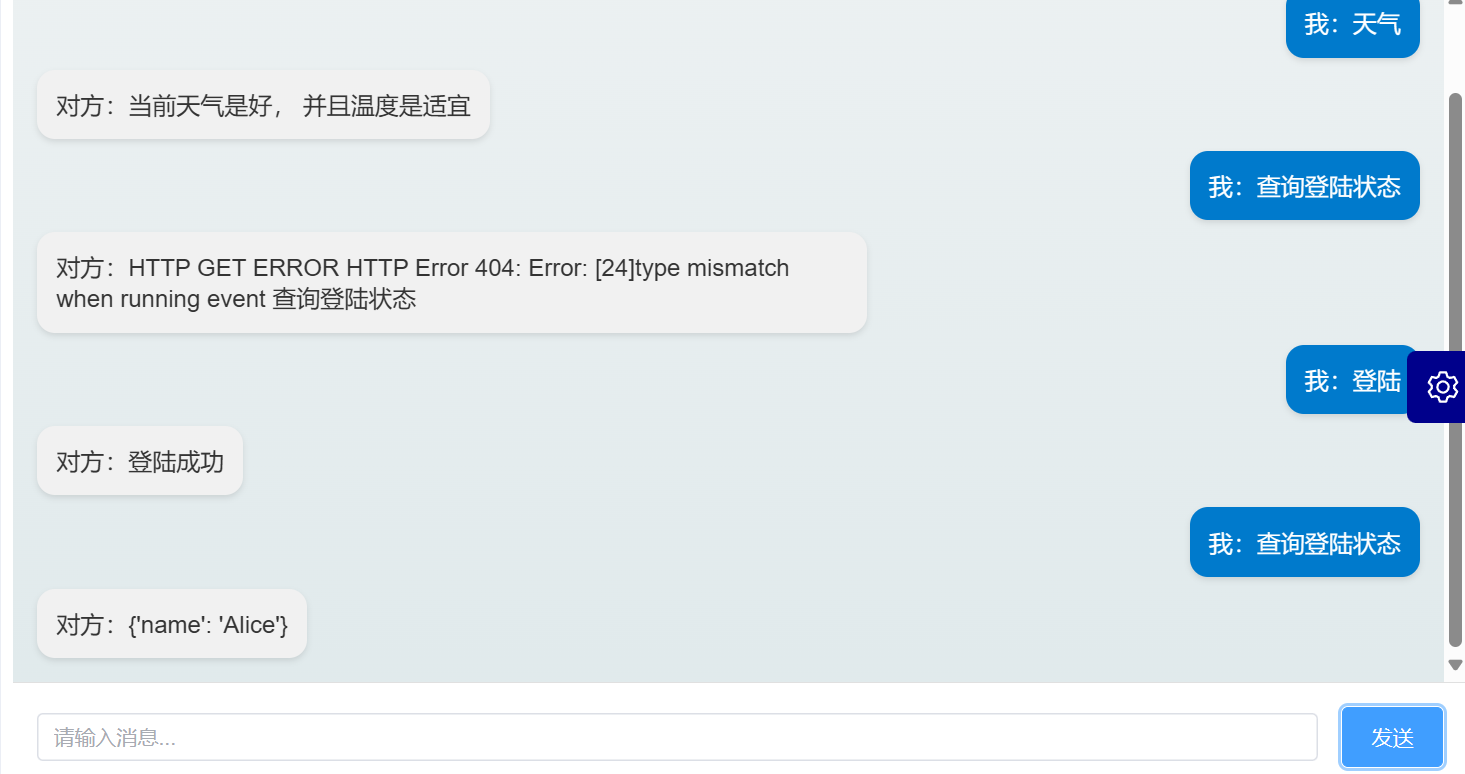 我：天气
对方：当前天气是好， 并且温度是适宜
我：查询登陆状态
对方：HTTP GET ERROR HTTP Error 404: Error: [24]type mismatch
when running event 查询登陆状态
我：登陆
对方：登陆成功
我：查询登陆状态
对方：{'name': 'Alice'}
请输入消息...
发送